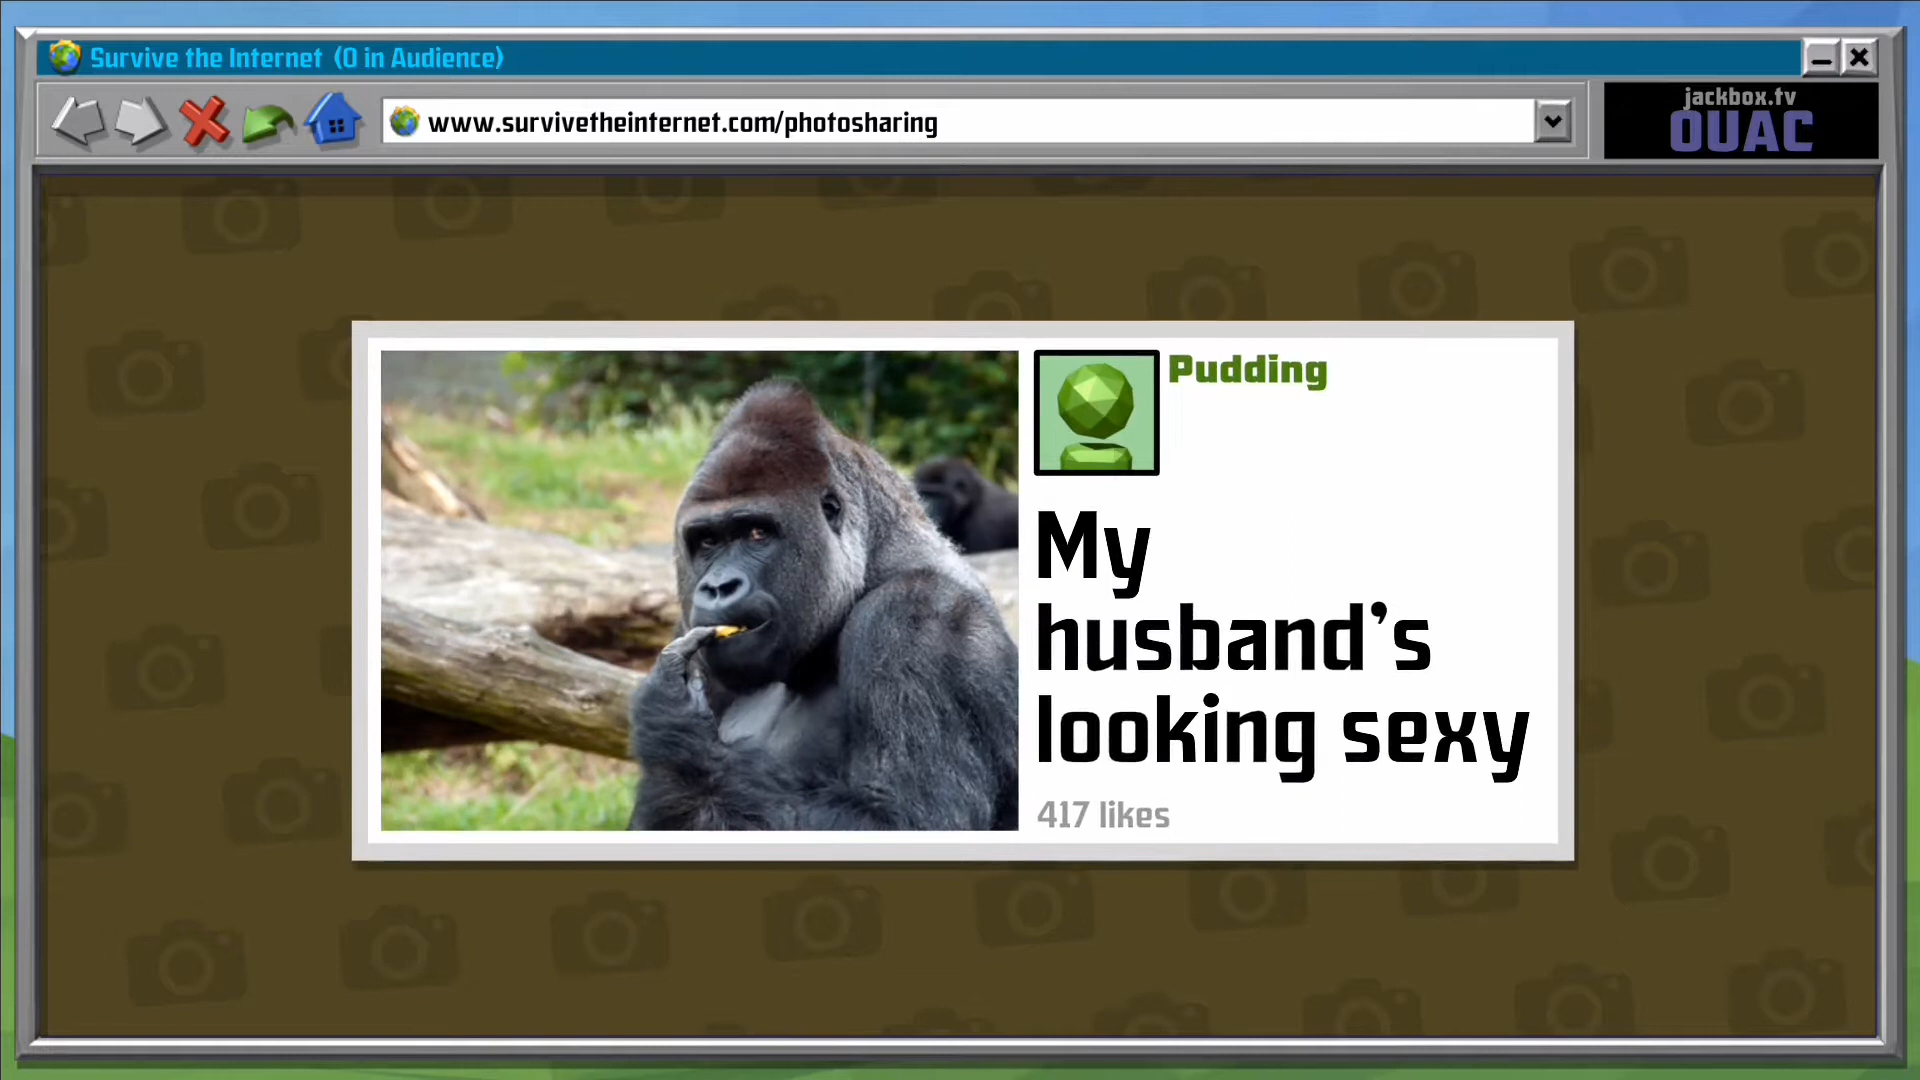 Survive the Internet (0 in Audience)
www.survivetheinternet.com/photosharing
jackbox.tv
OUAC
Pudding
My
husband's
looking sexy
417 likes